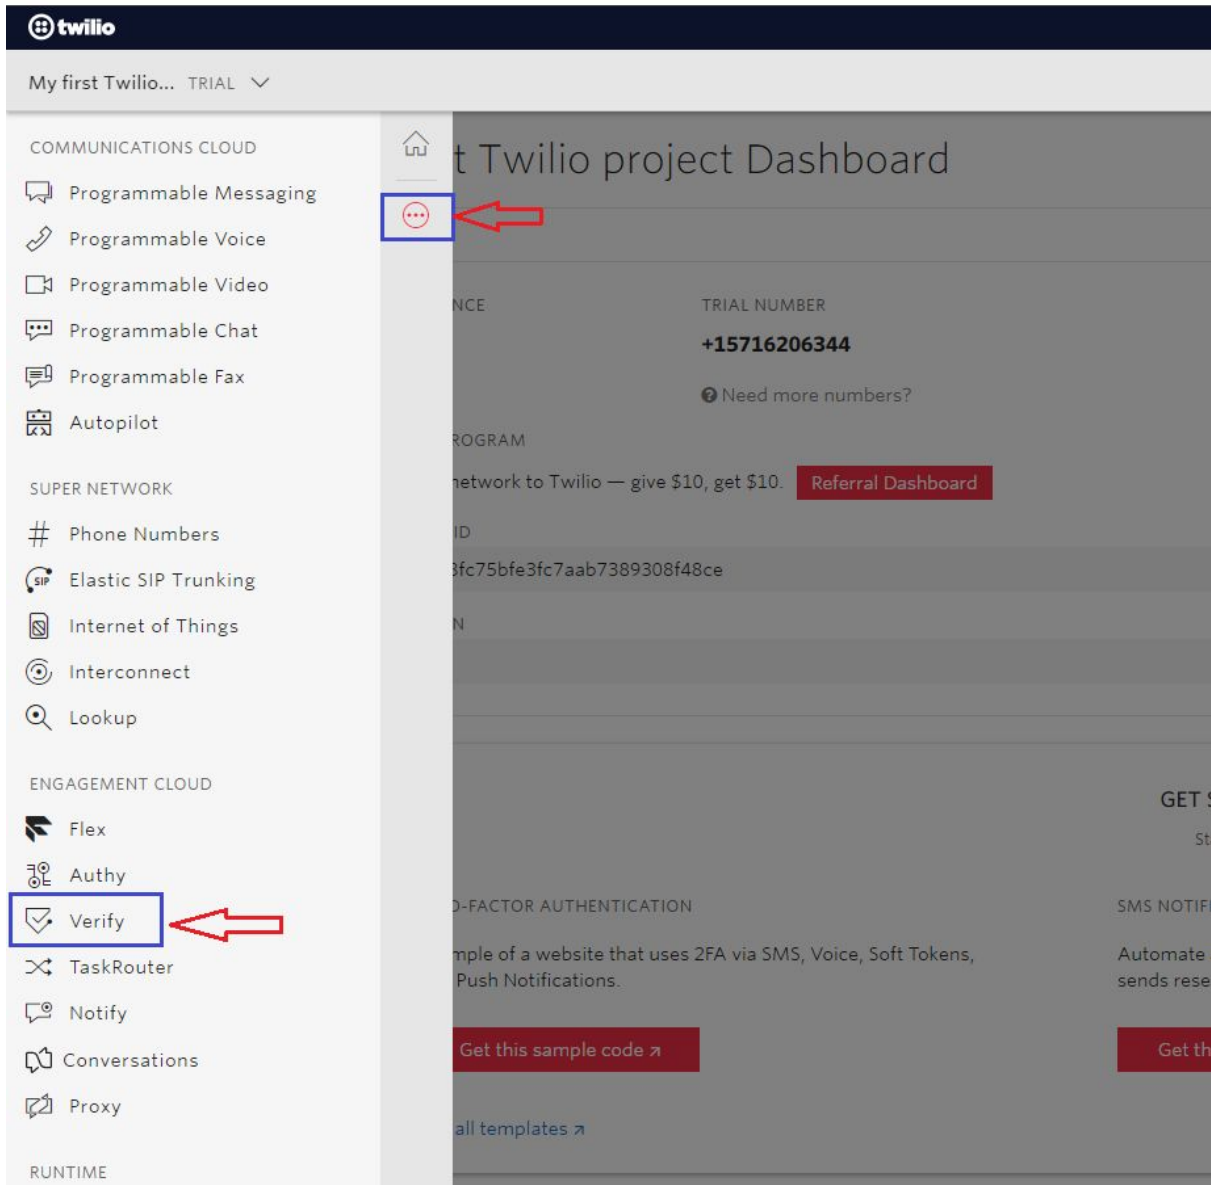 twilio
My first Twilio... TRIAL
COMMUNICATIONS CLOUD
Programmable Messaging
Programmable Voice
Programmable Video
Programmable Chat
Programmable Fax
Autopilot
SUPER NETWORK
Phone Numbers
SIP Elastic SIP Trunking
Internet of Things
Interconnect
Lookup
ENGAGEMENT CLOUD
Flex
Authy
Verify
TaskRouter
Notify
Conversations
Proxy
RUNTIME
t Twilio project Dashboard
NCE
TRIAL NUMBER
+15716206344
Need more numbers?
ROGRAM
network to Twilio — give $10, get $10. Referral Dashboard
ID
3fc75bfe3fc7aab7389308f48ce
N
GET S
St
O-FACTOR AUTHENTICATION
mple of a website that uses 2FA via SMS, Voice, Soft Tokens,
Push Notifications.
Get this sample code
all templates
SMS NOTIF
Automate
sends rese
Get th